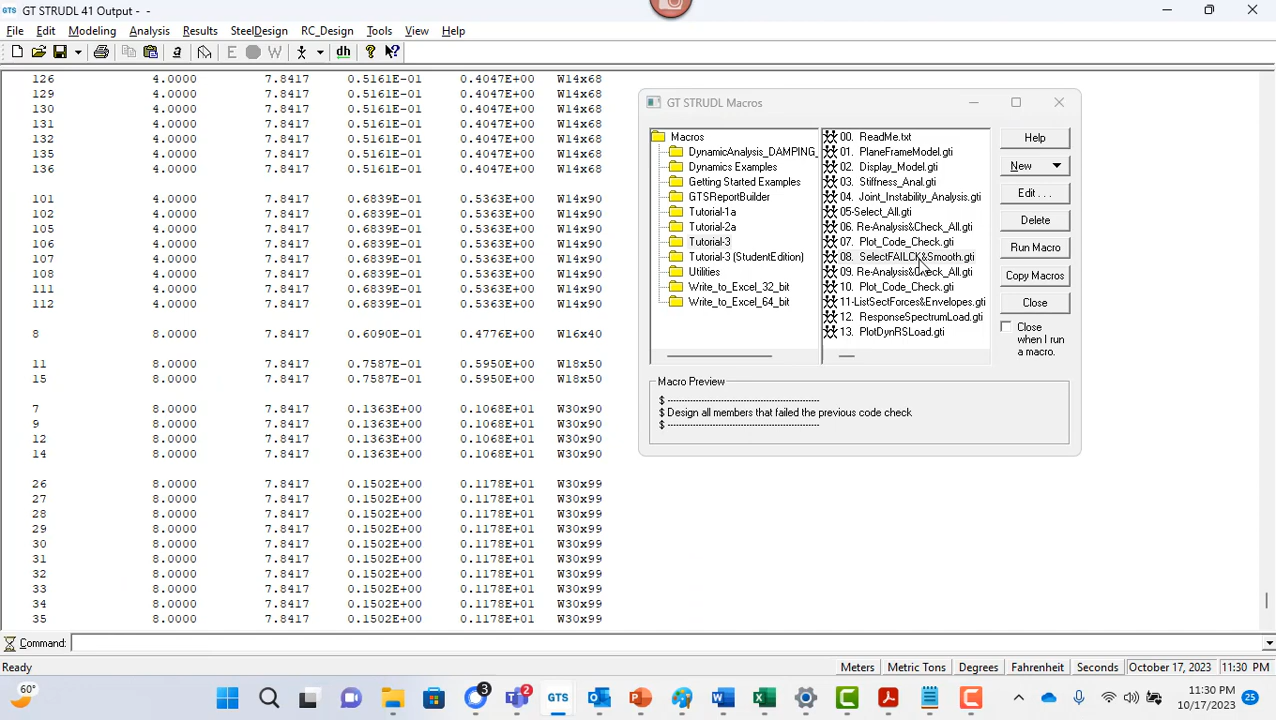 GTS GT STRUDL 41 Output - -
File Edit Modeling Analysis Results SteelDesign RC_Design Tools View Help
a E W dh ? ?
126 4.0000 7.8417 0.5161E-01 0.4047E+00 W14x68
129 4.0000 7.8417 0.5161E-01 0.4047E+00 W14x68
130 4.0000 7.8417 0.5161E-01 0.4047E+00 W14x68
131 4.0000 7.8417 0.5161E-01 0.4047E+00 W14x68
132 4.0000 7.8417 0.5161E-01 0.4047E+00 W14x68
135 4.0000 7.8417 0.5161E-01 0.4047E+00 W14x68
136 4.0000 7.8417 0.5161E-01 0.4047E+00 W14x68
101 4.0000 7.8417 0.6839E-01 0.5363E+00 W14x90
102 4.0000 7.8417 0.6839E-01 0.5363E+00 W14x90
105 4.0000 7.8417 0.6839E-01 0.5363E+00 W14x90
106 4.0000 7.8417 0.6839E-01 0.5363E+00 W14x90
107 4.0000 7.8417 0.6839E-01 0.5363E+00 W14x90
108 4.0000 7.8417 0.6839E-01 0.5363E+00 W14x90
111 4.0000 7.8417 0.6839E-01 0.5363E+00 W14x90
112 4.0000 7.8417 0.6839E-01 0.5363E+00 W14x90
8 8.0000 7.8417 0.6090E-01 0.4776E+00 W16x40
11 8.0000 7.8417 0.7587E-01 0.5950E+00 W18x50
15 8.0000 7.8417 0.7587E-01 0.5950E+00 W18x50
7 8.0000 7.8417 0.1363E+00 0.1068E+01 W30x90
9 8.0000 7.8417 0.1363E+00 0.1068E+01 W30x90
12 8.0000 7.8417 0.1363E+00 0.1068E+01 W30x90
14 8.0000 7.8417 0.1363E+00 0.1068E+01 W30x90
26 8.0000 7.8417 0.1502E+00 0.1178E+01 W30x99
27 8.0000 7.8417 0.1502E+00 0.1178E+01 W30x99
28 8.0000 7.8417 0.1502E+00 0.1178E+01 W30x99
29 8.0000 7.8417 0.1502E+00 0.1178E+01 W30x99
30 8.0000 7.8417 0.1502E+00 0.1178E+01 W30x99
31 8.0000 7.8417 0.1502E+00 0.1178E+01 W30x99
32 8.0000 7.8417 0.1502E+00 0.1178E+01 W30x99
33 8.0000 7.8417 0.1502E+00 0.1178E+01 W30x99
34 8.0000 7.8417 0.1502E+00 0.1178E+01 W30x99
35 8.0000 7.8417 0.1502E+00 0.1178E+01 W30x99
GT STRUDL Macros
Macros
DynamicAnalysis_DAMPING_
Dynamics Examples
Getting Started Examples
GTSReportBuilder
Tutorial-1a
Tutorial-2a
Tutorial-3
Tutorial-3 (StudentEdition)
Utilities
Write_to_Excel_32_bit
Write_to_Excel_64_bit
00. ReadMe.txt
01. PlaneFrameModel.gti
02. Display_Model.gti
03. Stiffness_Anal.gti
04. Joint_Instability_Analysis.gti
05-Select_All.gti
06. Re-Analysis&Check_All.gti
07. Plot_Code_Check.gti
08. SelectFAILCK&Smooth.gti
09. Re-Analysis&Check_All.gti
10. Plot_Code_Check.gti
11-ListSectForces&Envelopes.gti
12. ResponseSpectrumLoad.gti
13. PlotDynRSLoad.gti
Help
New
Edit . . .
Delete
Run Macro
Copy Macros
Close
Close
when I run
a macro.
Macro Preview
$ --------------------------------------------------
$ Design all members that failed the previous code check
$ --------------------------------------------------
Command:
Ready Meters Metric Tons Degrees Fahrenheit Seconds October 17, 2023 11:30 PM
60° 3 2 GTS 11:30 PM
10/17/2023 25